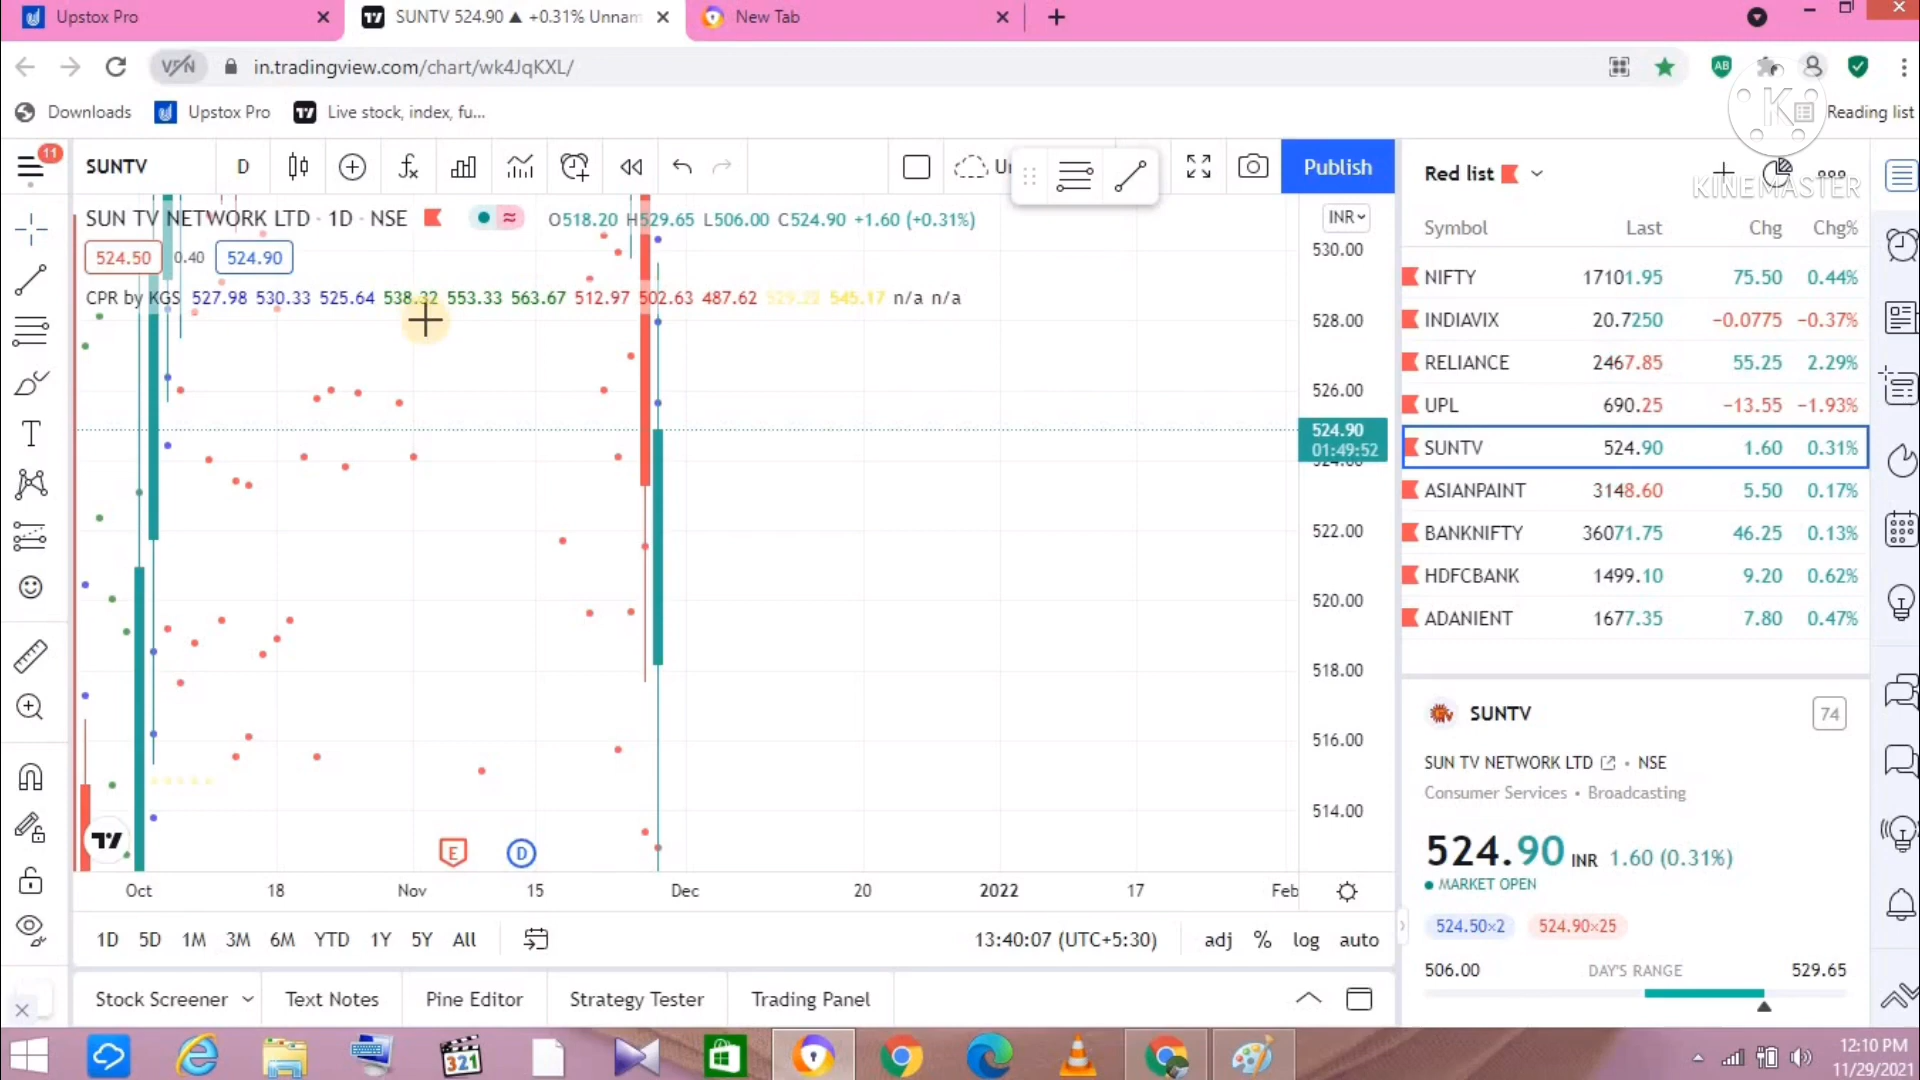 Upstox Pro
SUNTV 524.90 ▲ +0.31% Unnam
New Tab
VPN
in.tradingview.com/chart/wk4JqKXL/
AB
Downloads
Upstox Pro
Live stock, index, fu...
Reading list
K
KINEMASTER
11
SUNTV
D
Publish
SUN TV NETWORK LTD · 1D · NSE
O518.20 H529.65 L506.00 C524.90 +1.60 (+0.31%)
INR
524.50
0.40
524.90
CPR by KGS 527.98 530.33 525.64 538.32 553.33 563.67 512.97 502.63 487.62 545.17 n/a n/a
530.00
528.00
526.00
524.90
01:49:52
524.00
522.00
520.00
518.00
516.00
514.00
E
D
Oct
18
Nov
15
Dec
20
2022
17
Feb
1D 5D 1M 3M 6M YTD 1Y 5Y All
13:40:07 (UTC+5:30)
adj % log auto
Stock Screener
Text Notes
Pine Editor
Strategy Tester
Trading Panel
Red list
Symbol Last Chg Chg%
NIFTY 17101.95 75.50 0.44%
INDIAVIX 20.7250 −0.0775 −0.37%
RELIANCE 2467.85 55.25 2.29%
UPL 690.25 −13.55 −1.93%
SUNTV 524.90 1.60 0.31%
ASIANPAINT 3148.60 5.50 0.17%
BANKNIFTY 36071.75 46.25 0.13%
HDFCBANK 1499.10 9.20 0.62%
ADANIENT 1677.35 7.80 0.47%
SUNTV
74
SUN TV NETWORK LTD • NSE
Consumer Services • Broadcasting
524.90 INR 1.60 (0.31%)
MARKET OPEN
524.50×2 524.90×25
506.00 DAY'S RANGE 529.65
321
12:10 PM
11/29/2021